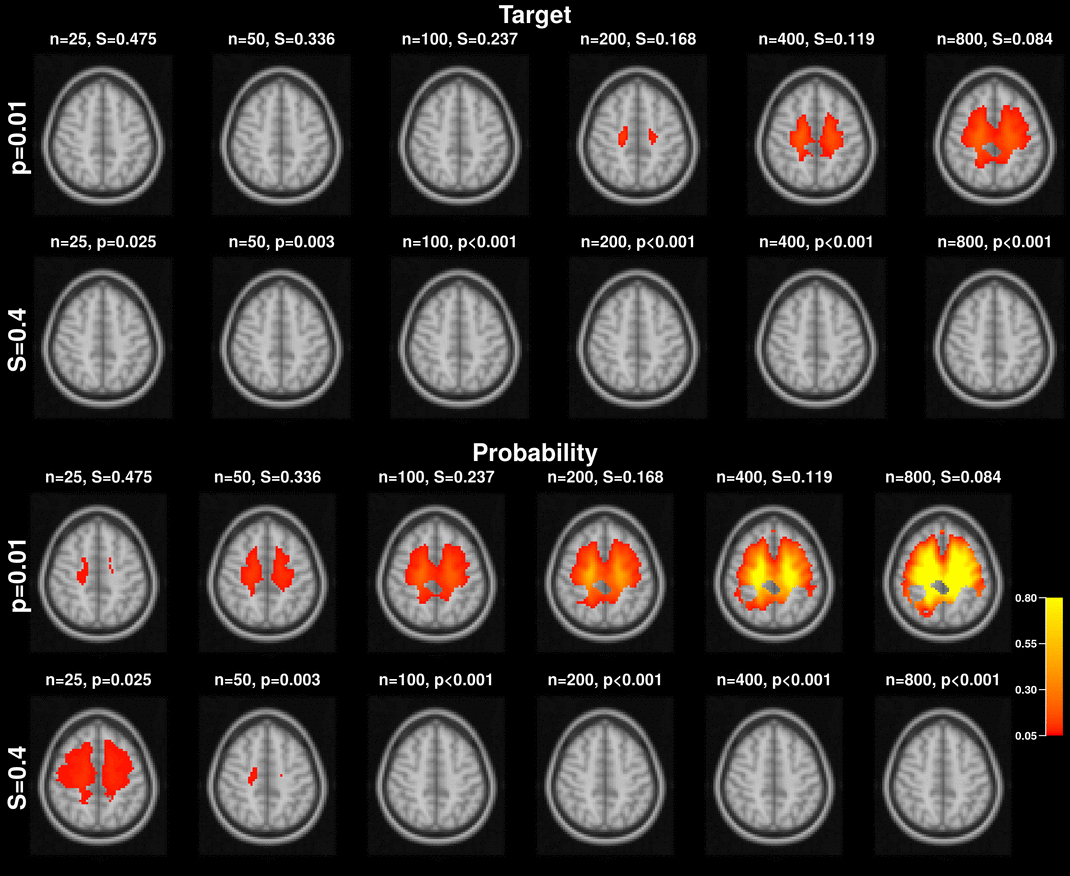 Target
n=25, S=0.475 n=50, S=0.336 n=100, S=0.237 n=200, S=0.168 n=400, S=0.119 n=800, S=0.084
p=0.01
n=25, p=0.025 n=50, p=0.003 n=100, p<0.001 n=200, p<0.001 n=400, p<0.001 n=800, p<0.001
S=0.4
Probability
n=25, S=0.475 n=50, S=0.336 n=100, S=0.237 n=200, S=0.168 n=400, S=0.119 n=800, S=0.084
p=0.01
0.80
0.55
0.30
0.05
n=25, p=0.025 n=50, p=0.003 n=100, p<0.001 n=200, p<0.001 n=400, p<0.001 n=800, p<0.001
S=0.4